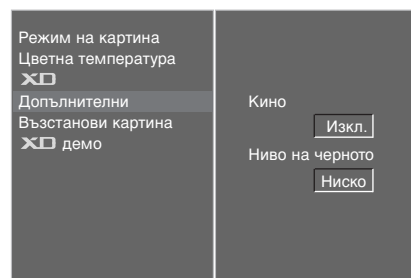 Режим на картина
Цветна температура
XD
Допълнителни
Възстанови картина
XD демо
Кино
Изкл.
Ниво на черното
Ниско